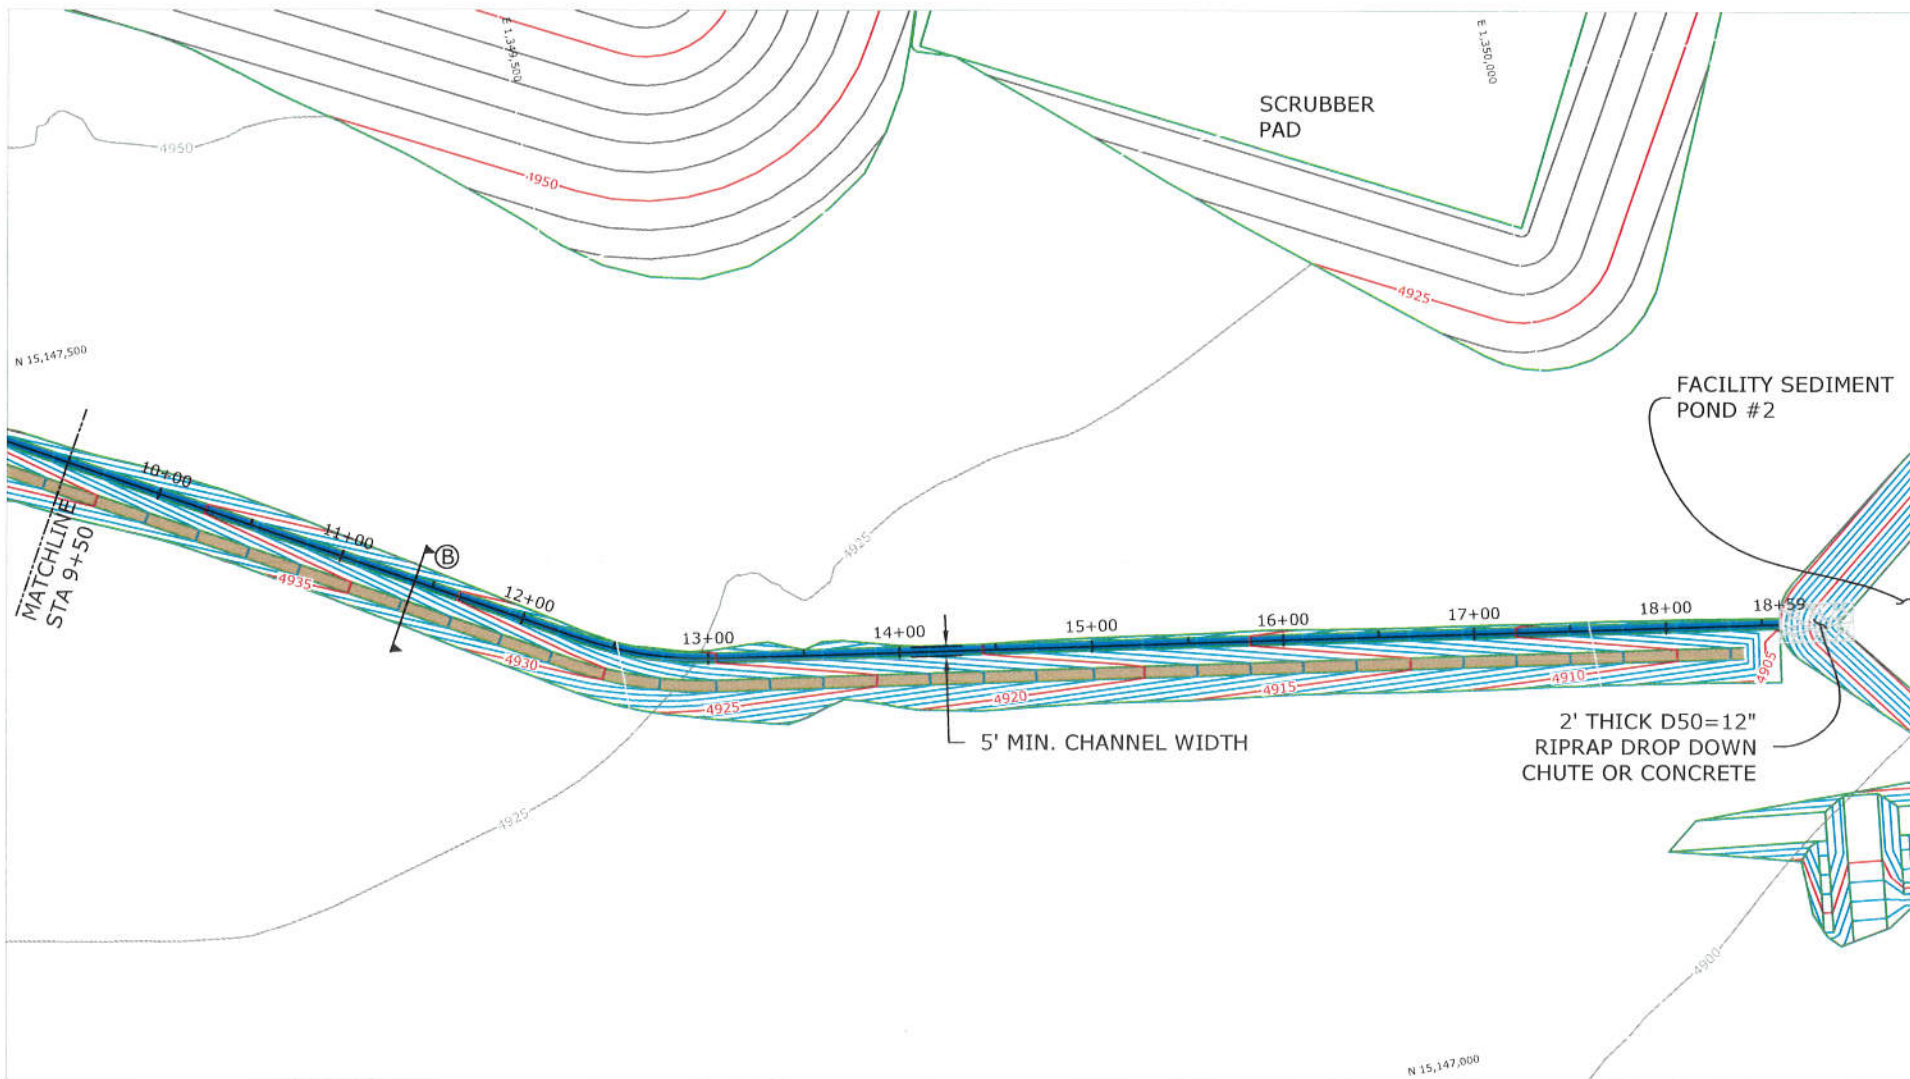 E 1,349,500
E 1,350,000
SCRUBBER
PAD
4950
4950
4925
N 15,147,500
FACILITY SEDIMENT
POND #2
MATCHLINE
STA 9+50
10+00
11+00
B
12+00
13+00
14+00
15+00
16+00
17+00
18+00
18+59
4925
4935
4930
4925
4920
4915
4910
4905
5' MIN. CHANNEL WIDTH
2' THICK D50=12"
RIPRAP DROP DOWN
CHUTE OR CONCRETE
4925
4900
N 15,147,000